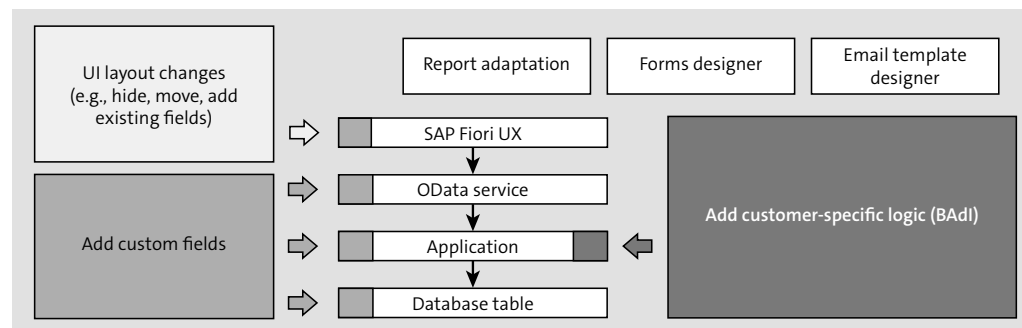 UI layout changes
(e.g., hide, move, add
existing fields)
Report adaptation
Forms designer
Email template
designer
SAP Fiori UX
OData service
Application
Database table
Add custom fields
Add customer-specific logic (BAdI)